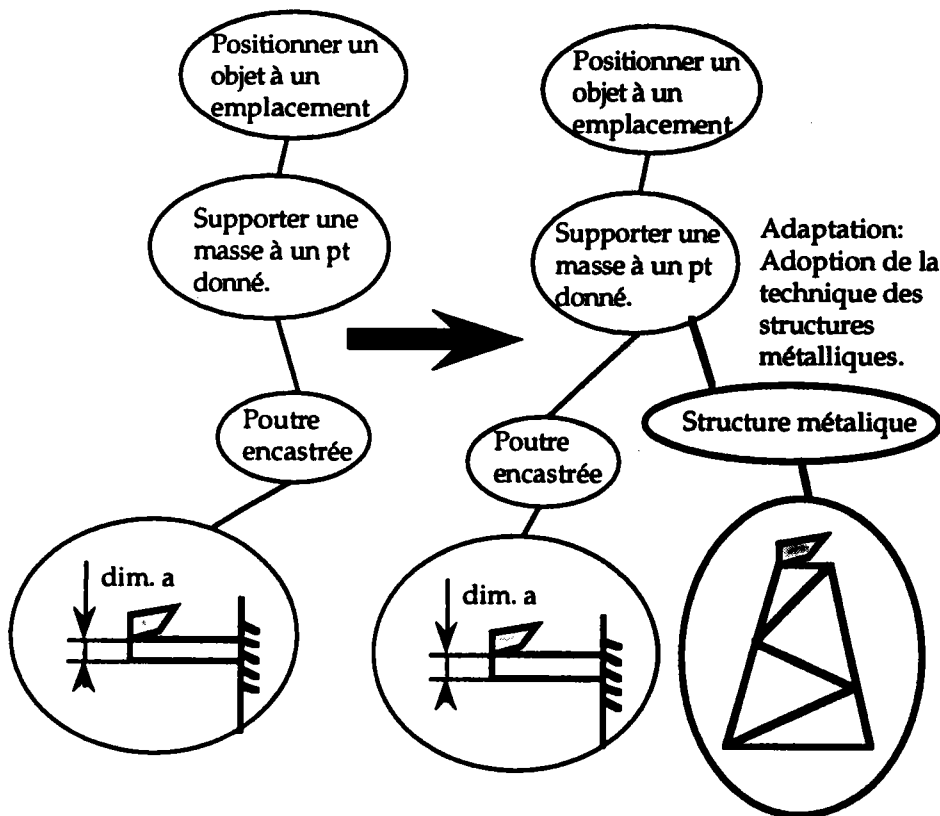 Positionner un
objet à un
emplacement
Supporter une
masse à un pt
donné.
Poutre
encastrée
dim. a
Positionner un
objet à un
emplacement
Supporter une
masse à un pt
donné.
Adaptation:
Adoption de la
technique des
structures
métalliques.
Poutre
encastrée
Structure métalique
dim. a